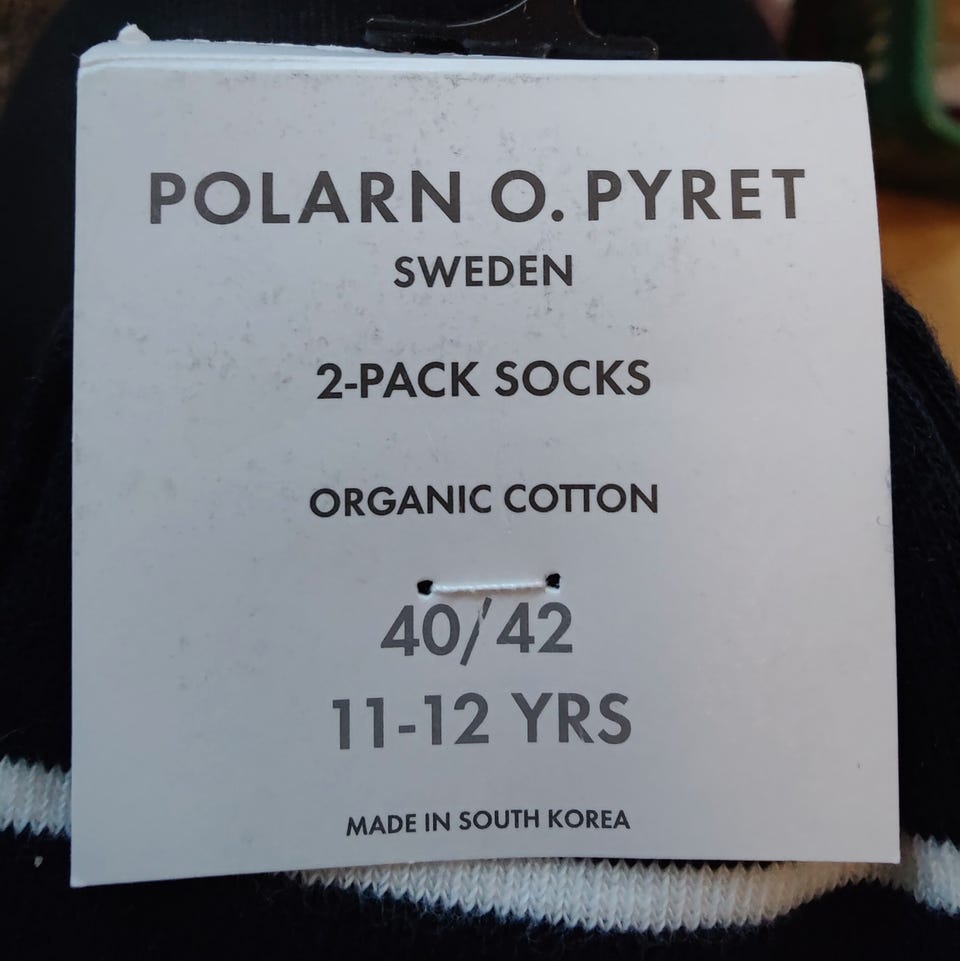 POLARN O. PYRET
SWEDEN
2-PACK SOCKS
ORGANIC COTTON
40/42
11-12 YRS
MADE IN SOUTH KOREA